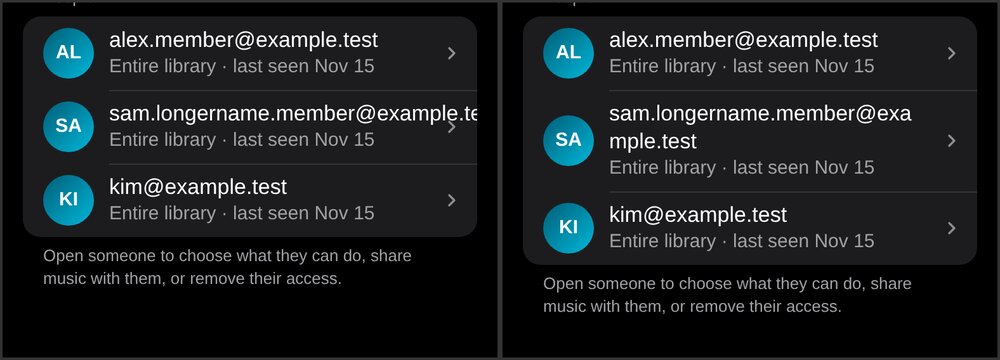 AL
alex.member@example.test
Entire library · last seen Nov 15
SA
sam.longername.member@example.te
Entire library · last seen Nov 15
KI
kim@example.test
Entire library · last seen Nov 15
Open someone to choose what they can do, share
music with them, or remove their access.
AL
alex.member@example.test
Entire library · last seen Nov 15
SA
sam.longername.member@exa
mple.test
Entire library · last seen Nov 15
KI
kim@example.test
Entire library · last seen Nov 15
Open someone to choose what they can do, share
music with them, or remove their access.